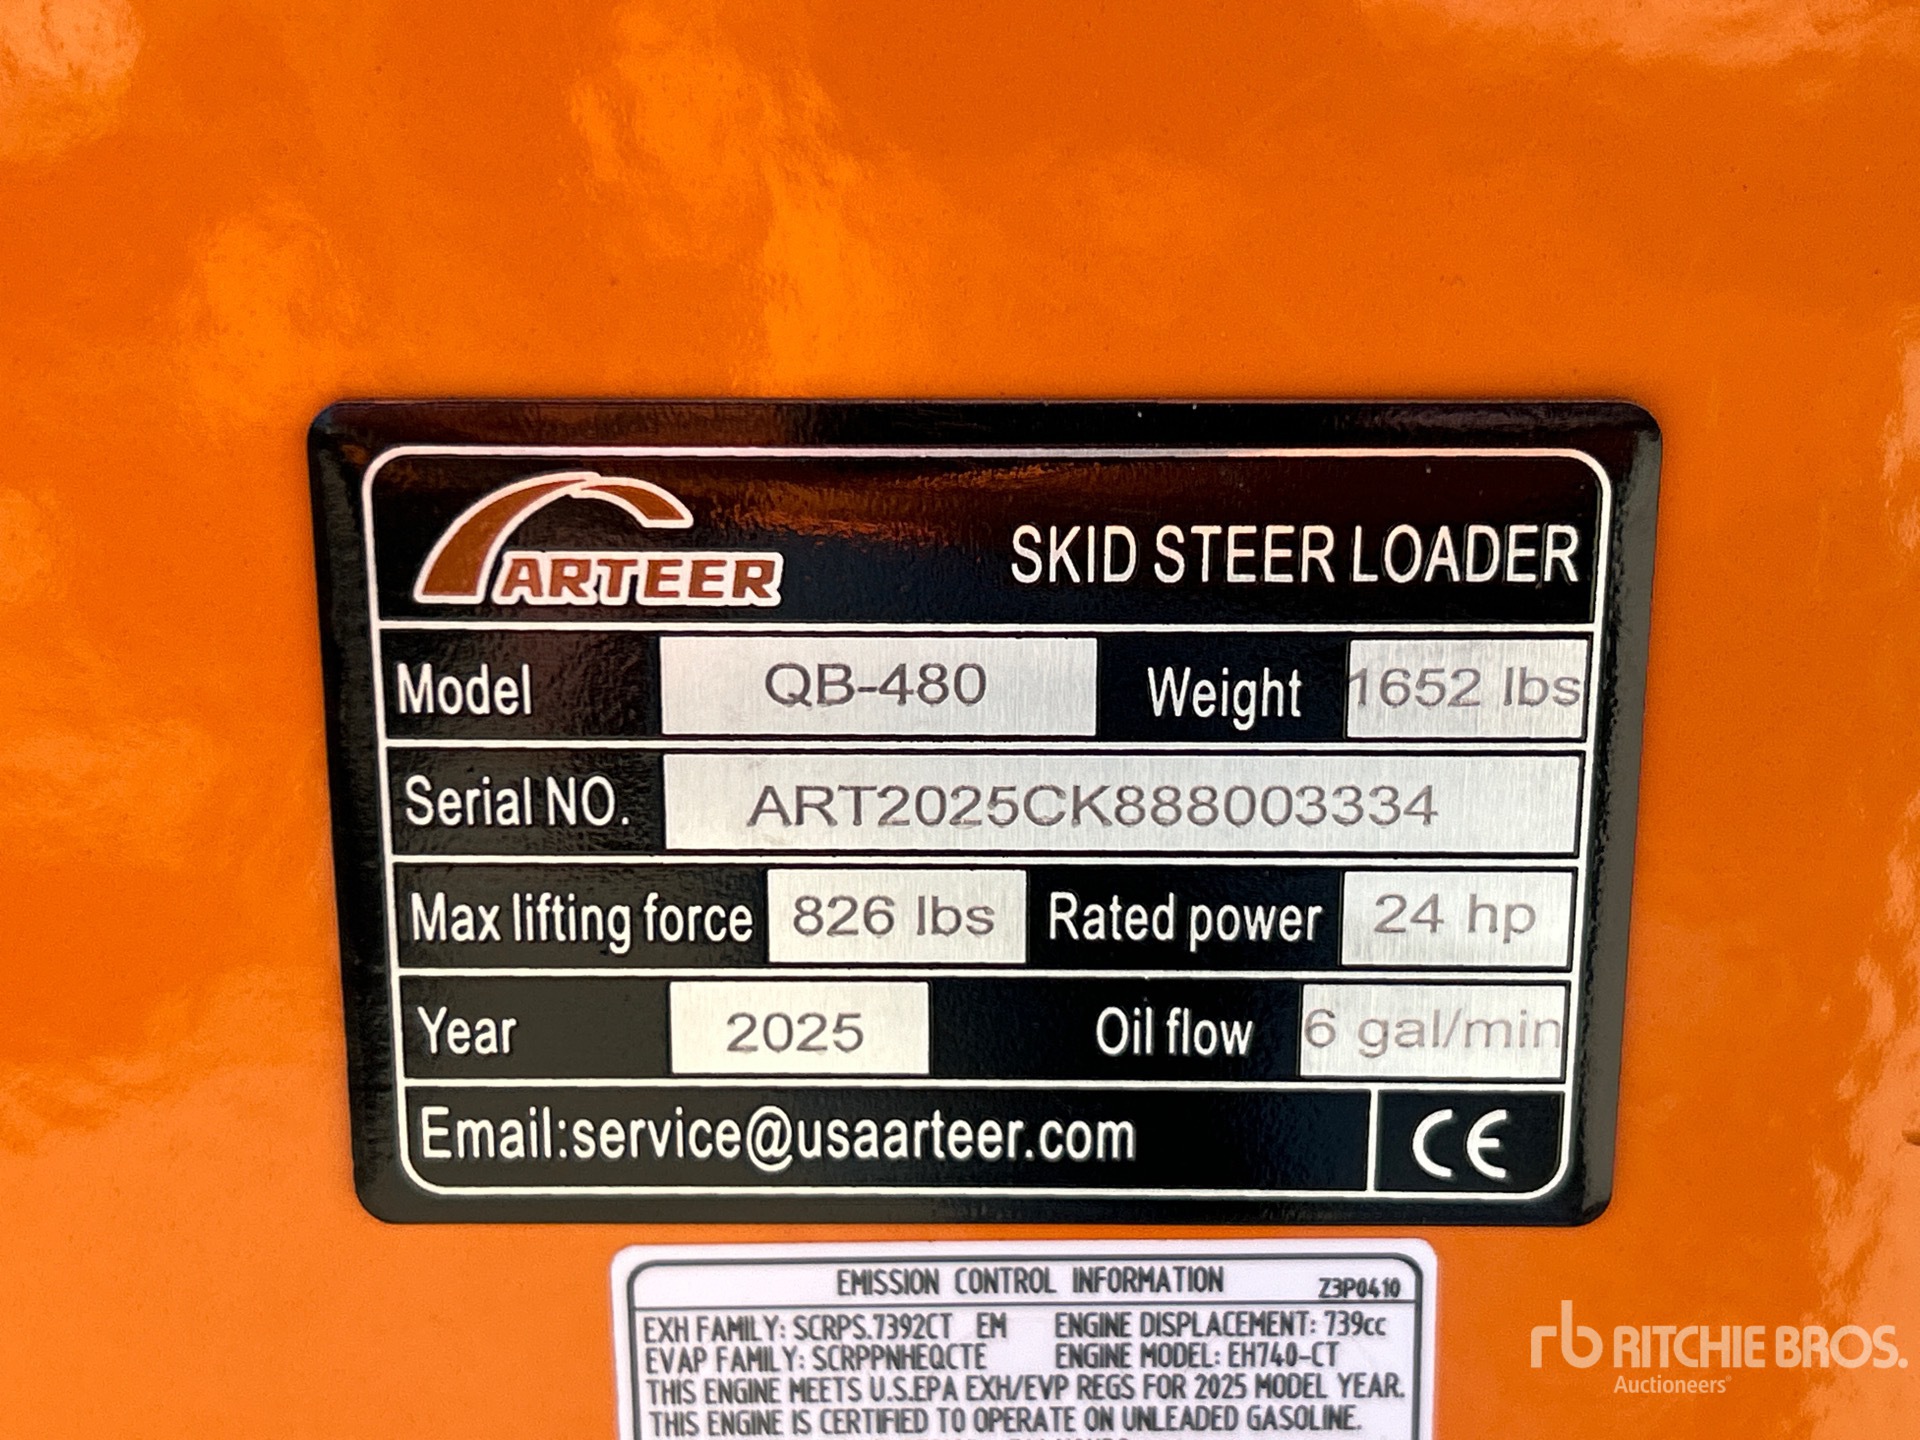 ARTEER SKID STEER LOADER
Model QB-480 Weight 1652 lbs
Serial NO. ART2025CK888003334
Max lifting force 826 lbs Rated power 24 hp
Year 2025 Oil flow 6 gal/min
Email:service@usaarteer.com CE
EMISSION CONTROL INFORMATION Z3P0410
EXH FAMILY: SCRPS.7392CT EM ENGINE DISPLACEMENT: 739cc
EVAP FAMILY: SCRPPNHEQCTE ENGINE MODEL: EH740-CT
THIS ENGINE MEETS U.S.EPA EXH/EVP REGS FOR 2025 MODEL YEAR.
THIS ENGINE IS CERTIFIED TO OPERATE ON UNLEADED GASOLINE.
rb RITCHIE BROS.
Auctioneers